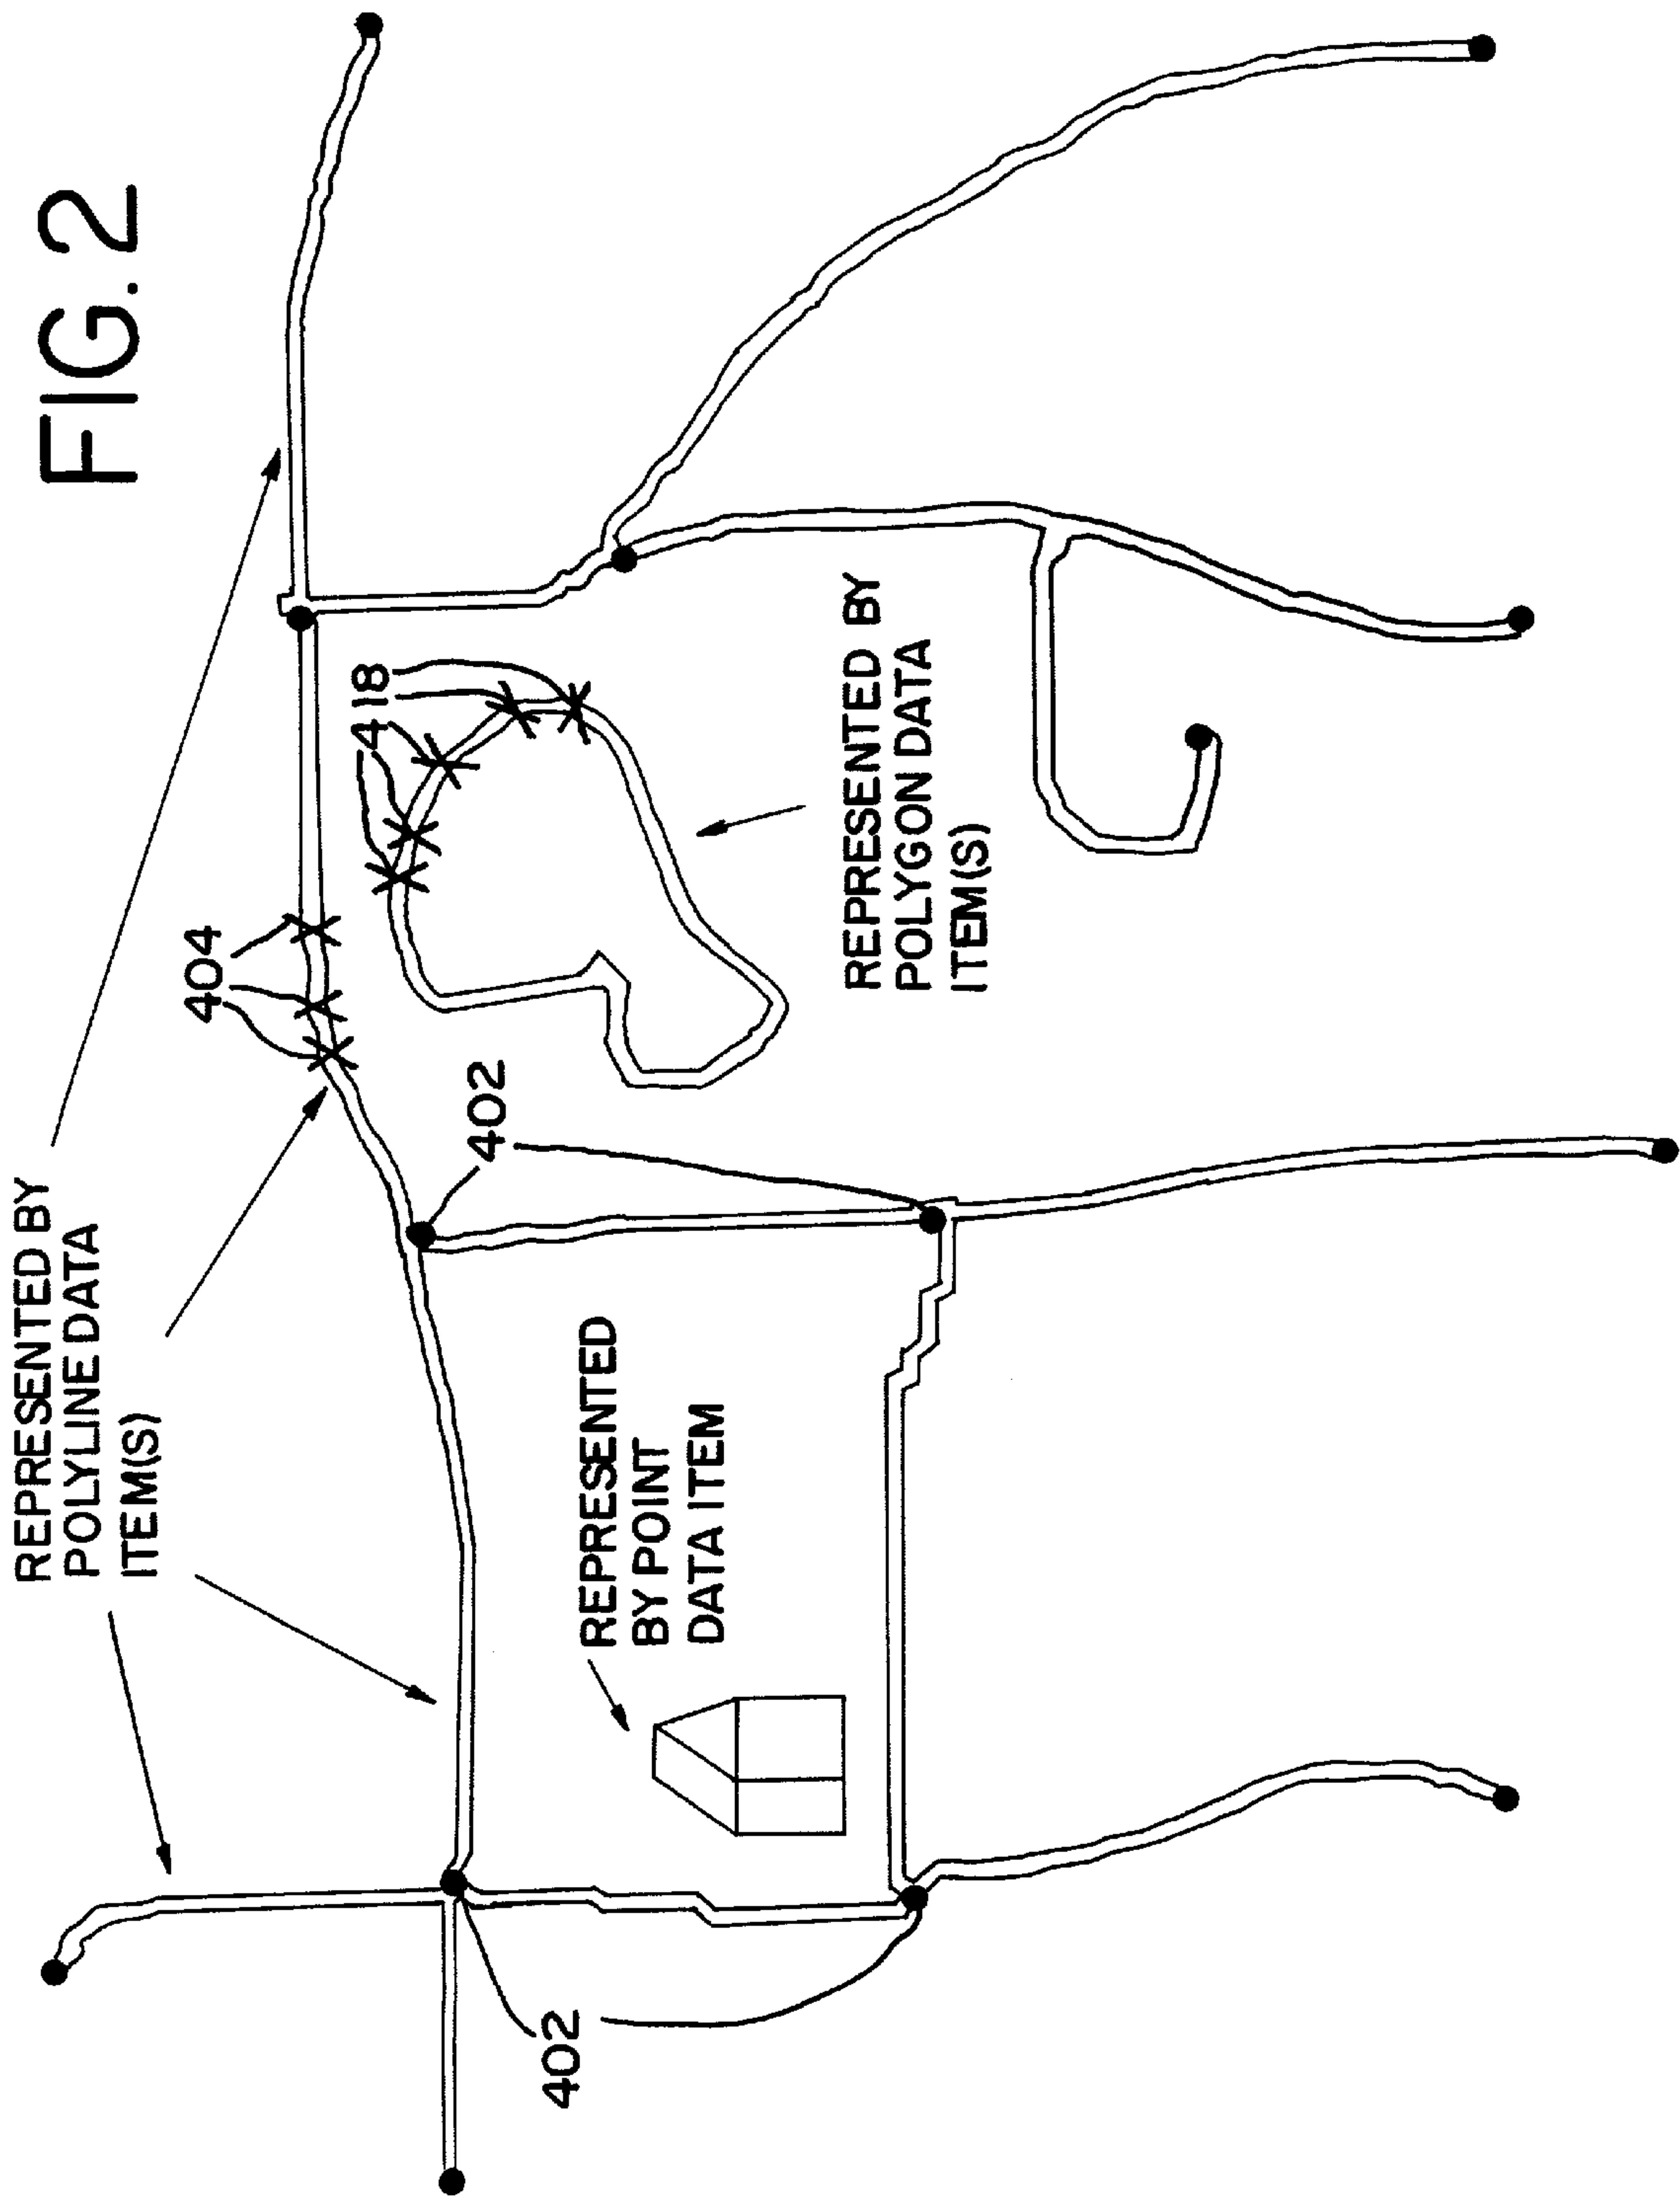 FIG. 2
REPRESENTED BY
POLYLINE DATA
ITEM(S)
404
418
402
REPRESENTED
BY POINT
DATA ITEM
REPRESENTED BY
POLYGON DATA
ITEM(S)
402